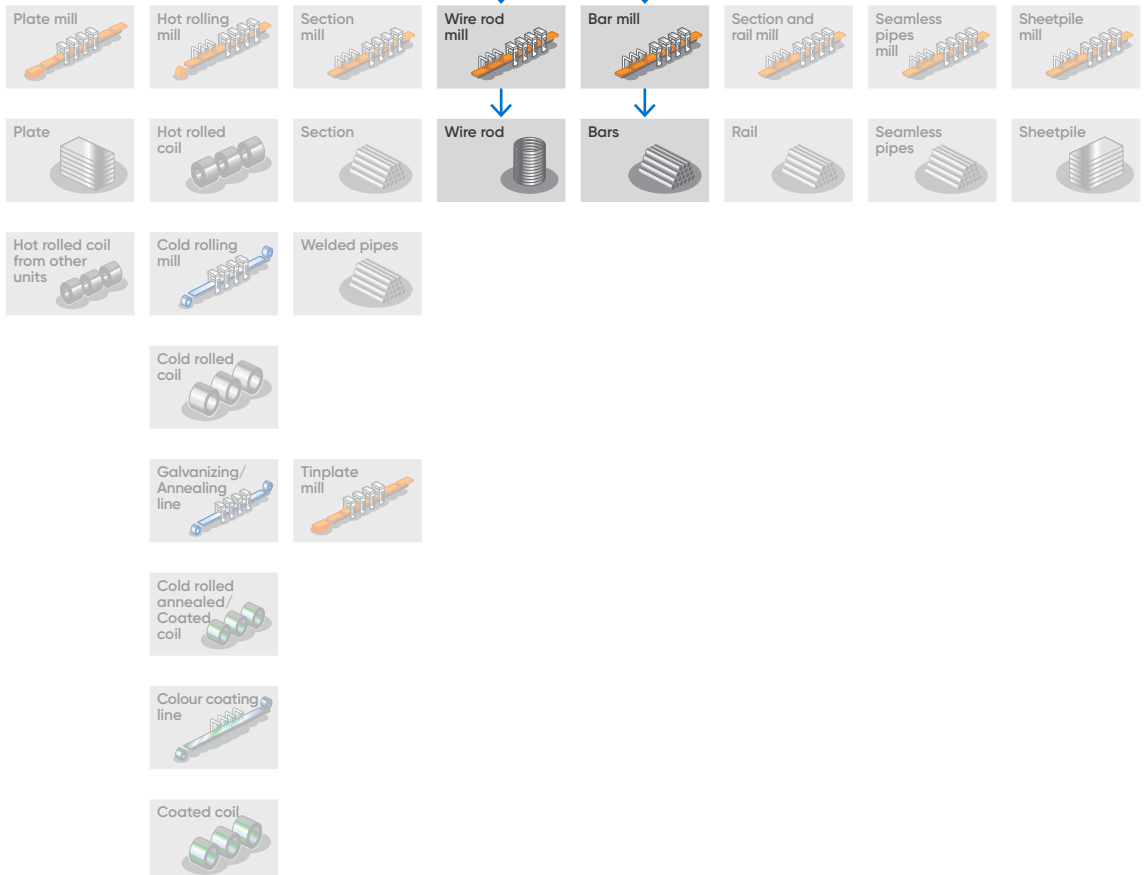 Plate mill
Hot rolling
mill
Section
mill
Wire rod
mill
Bar mill
Section and
rail mill
Seamless
pipes
mill
Sheetpile
mill
Plate
Hot rolled
coil
Section
Wire rod
Bars
Rail
Seamless
pipes
Sheetpile
Hot rolled coil
from other
units
Cold rolling
mill
Welded pipes
Cold rolled
coil
Galvanizing/
Annealing
line
Tinplate
mill
Cold rolled
annealed/
Coated
coil
Colour coating
line
Coated coil